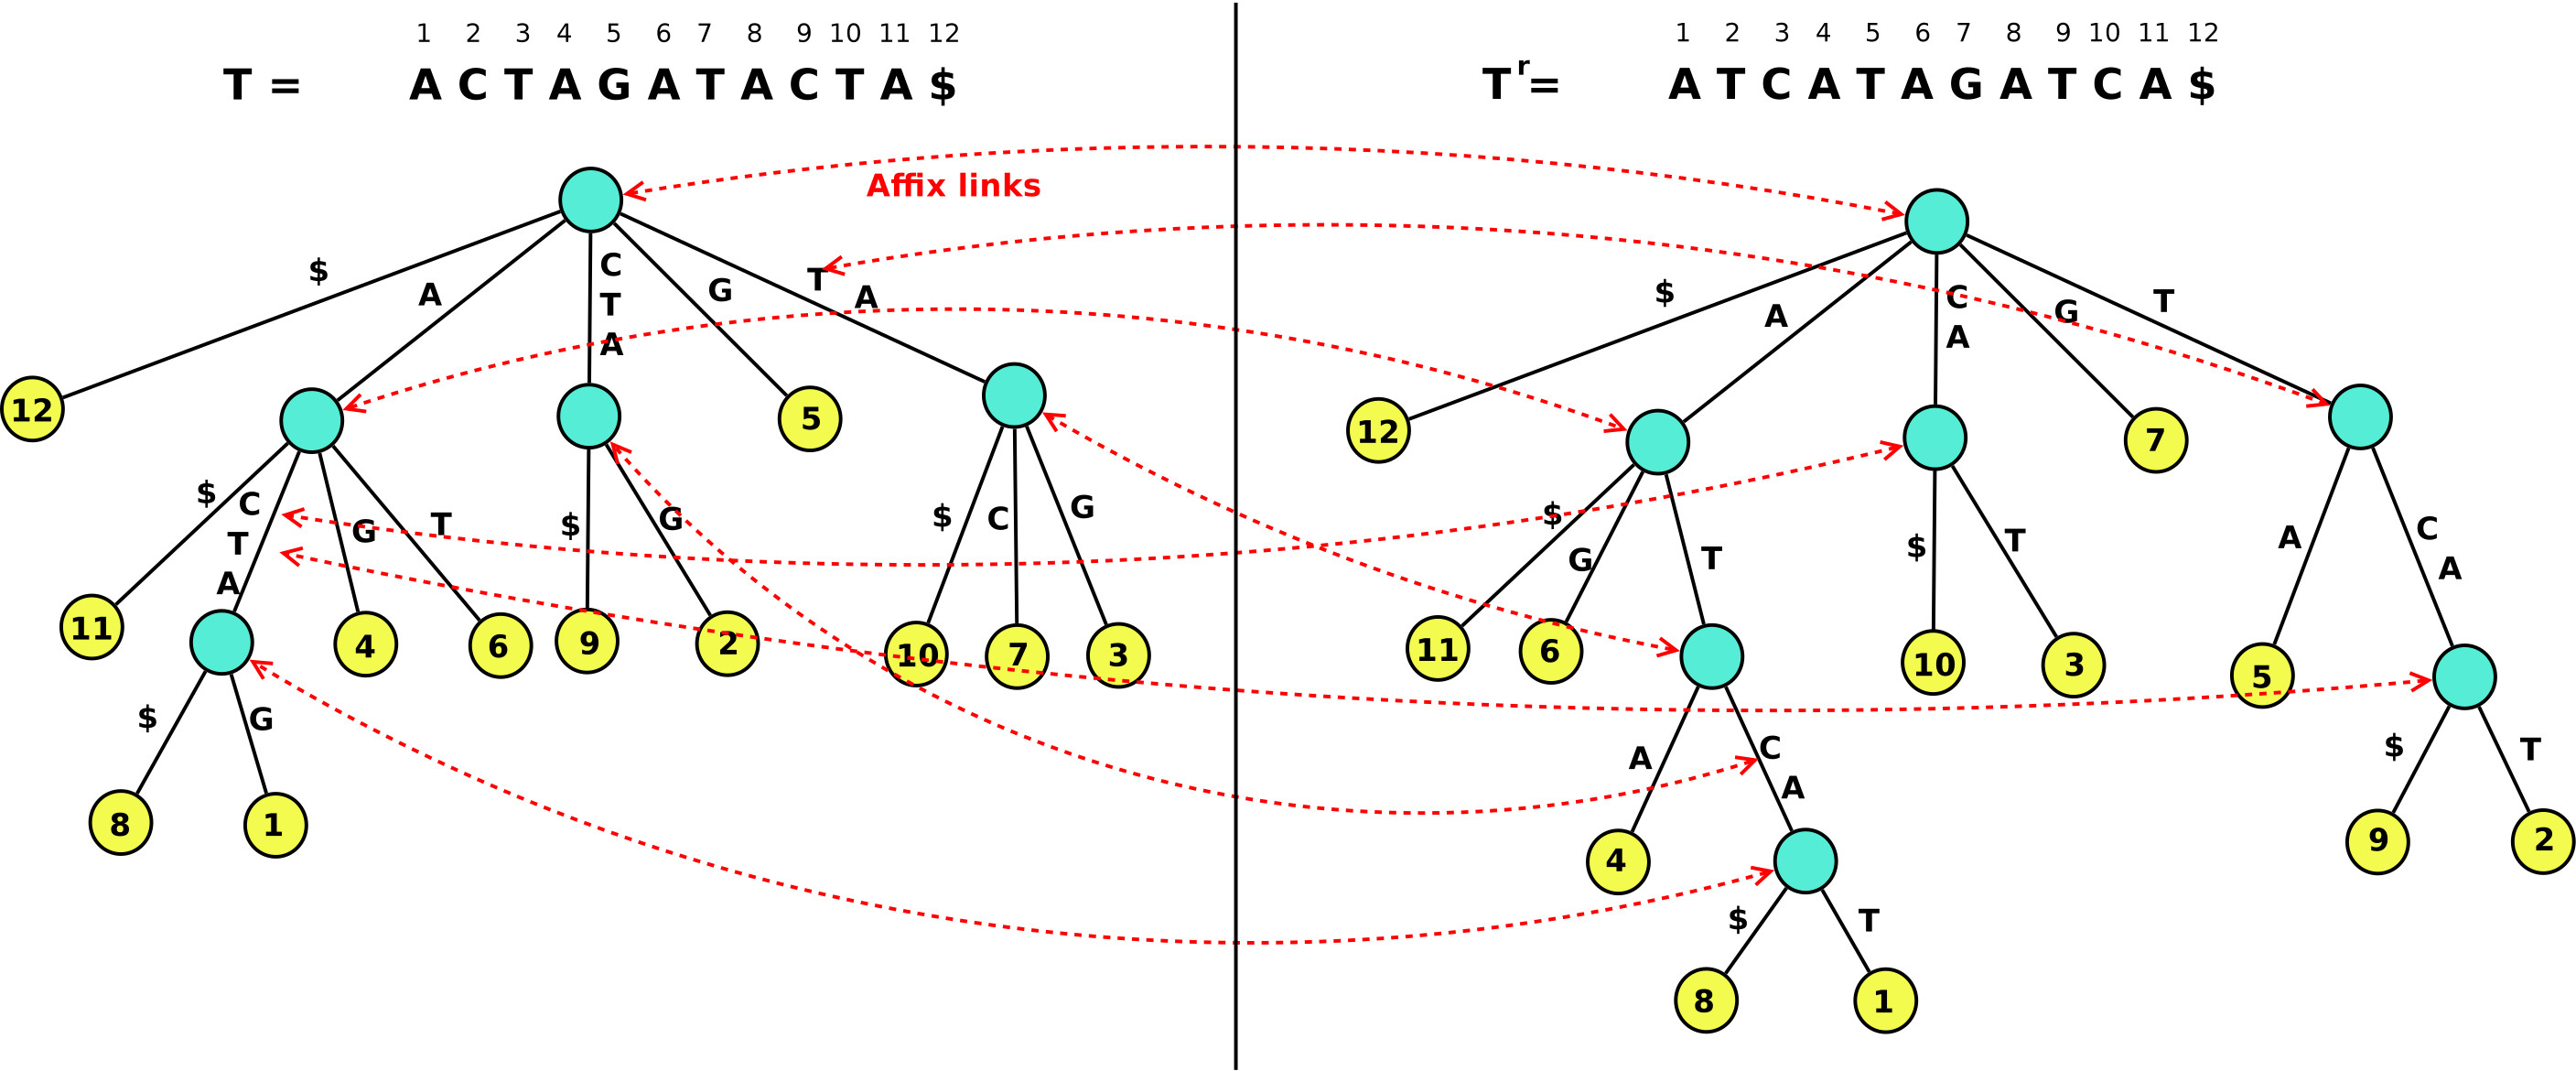 1 2 3 4 5 6 7 8 9 10 11 12
T = A C T A G A T A C T A $
1 2 3 4 5 6 7 8 9 10 11 12
T r = A T C A T A G A T C A $
Affix links
$ A C T A G T A
12 5
$ C T A G T
$ G
$ C G
11 4 6 9 2 10 7 3
$ G
8 1
$ A C A G T
12 7
$ G T
$ T
A C A
11 6 10 3 5
A C A
$ T
4 9 2
$ T
8 1